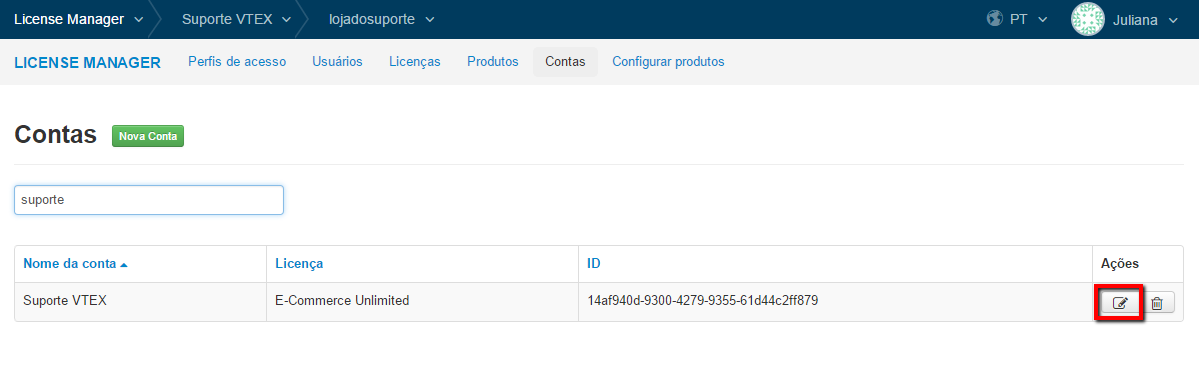 License Manager Suporte VTEX lojadosuporte PT Juliana
LICENSE MANAGER Perfis de acesso Usuários Licenças Produtos Contas Configurar produtos
Contas Nova Conta
suporte
Nome da conta Licença ID Ações
Suporte VTEX E-Commerce Unlimited 14af940d-9300-4279-9355-61d44c2ff879